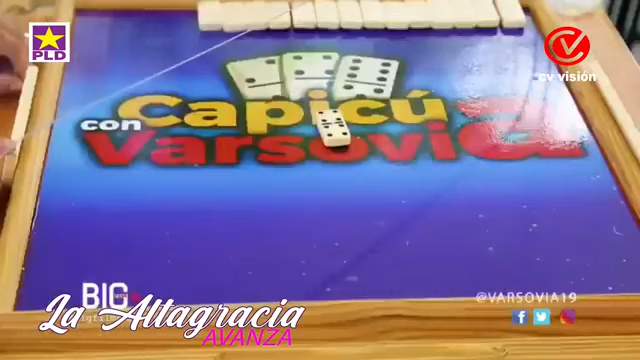 PLD
cv visión
Capicú
con
Varsovia
BIG
@VARSOVIA19
La Altagracia
AVANZA